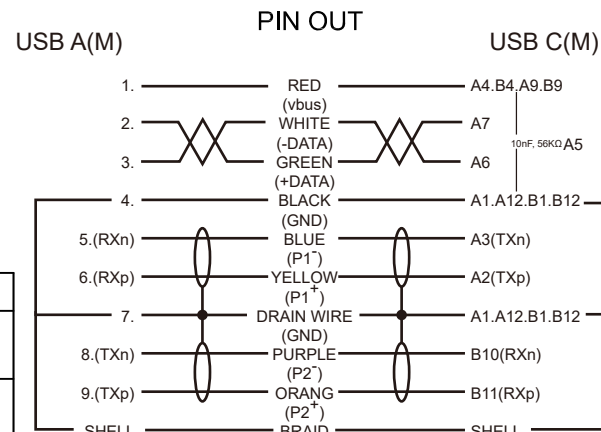 PIN OUT
USB A(M) USB C(M)
1. RED A4.B4.A9.B9
(vbus)
2. WHITE A7
(-DATA) 10nF, 56KΩ A5
3. GREEN A6
(+DATA)
4. BLACK A1.A12.B1.B12
(GND)
5.(RXn) BLUE A3(TXn)
(P1-)
6.(RXp) YELLOW A2(TXp)
(P1+)
7. DRAIN WIRE A1.A12.B1.B12
(GND)
8.(TXn) PURPLE B10(RXn)
(P2-)
9.(TXp) ORANG B11(RXp)
(P2+)
SHELL BRAID SHELL